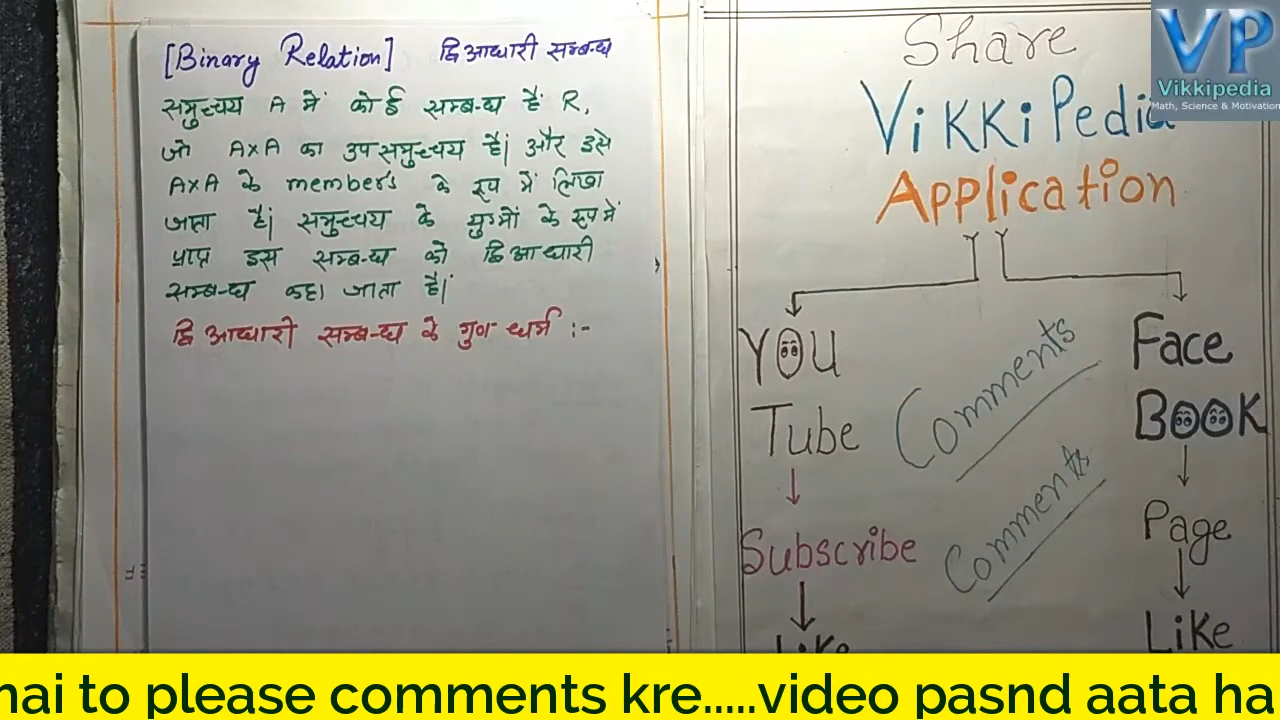 [Binary Relation] द्विआधारी सम्बन्ध
समुच्चय A में कोई सम्बन्ध हैं R,
जो A×A का उपसमुच्चय है। और इसे
A×A के member's के रूप में लिखा
जाता है। समुच्चय के युग्मों के रूप में
प्राप्त इस सम्बन्ध को द्विआधारी
सम्बन्ध कहा जाता है।
द्विआधारी सम्बन्ध के गुण धर्म :-
Share
VikkiPedia
Application
YOU
Tube
Subscribe
Like
Comments
Comments
Face
BOOK
Page
Like
VP
Vikkipedia
Math, Science & Motivation
hai to please comments kre.....video pasnd aata ha